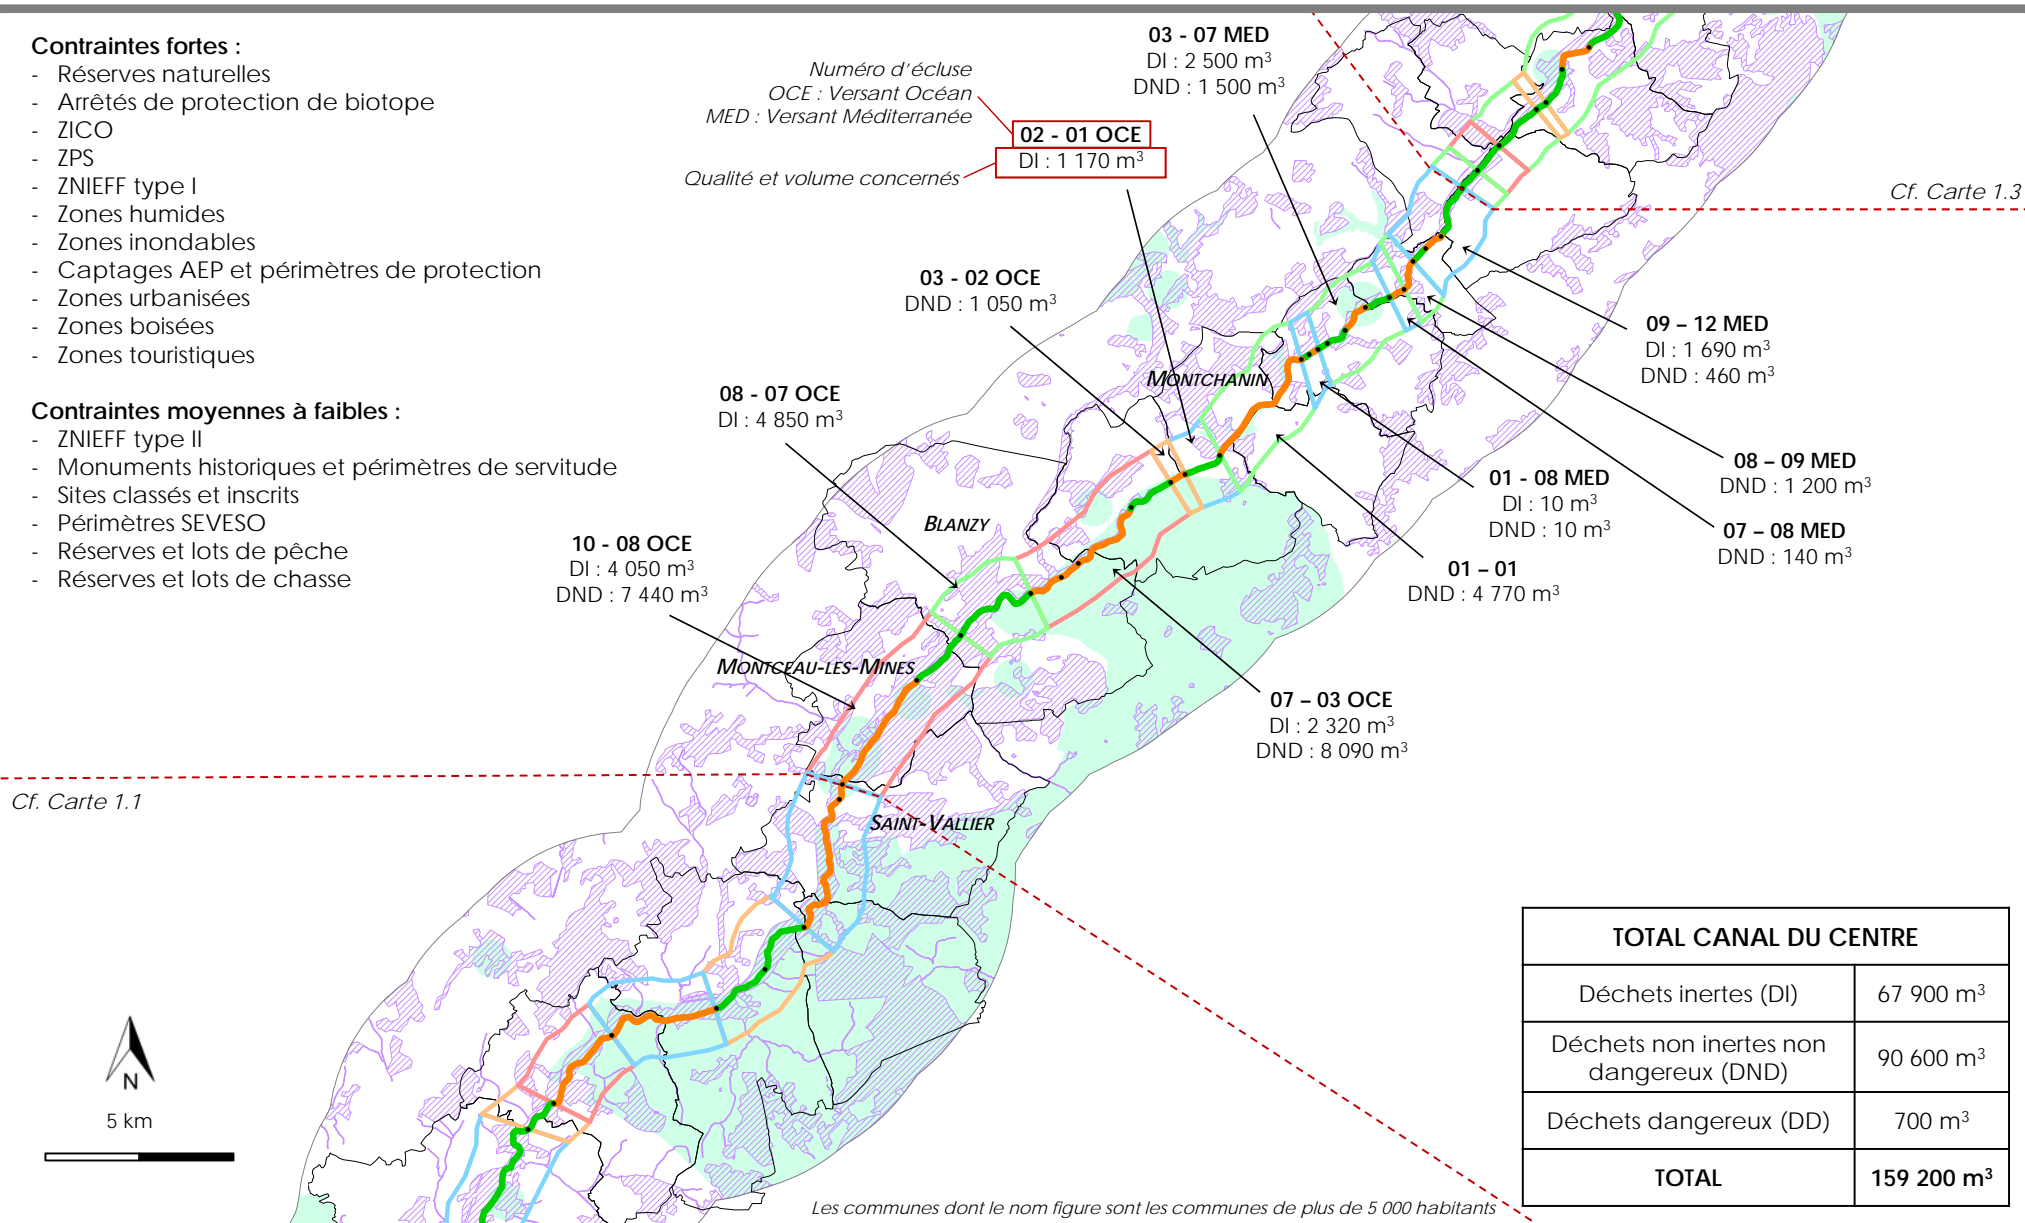 Contraintes fortes :
- Réserves naturelles
- Arrêtés de protection de biotope
- ZICO
- ZPS
- ZNIEFF type I
- Zones humides
- Zones inondables
- Captages AEP et périmètres de protection
- Zones urbanisées
- Zones boisées
- Zones touristiques
Contraintes moyennes à faibles :
- ZNIEFF type II
- Monuments historiques et périmètres de servitude
- Sites classés et inscrits
- Périmètres SEVESO
- Réserves et lots de pêche
- Réserves et lots de chasse
Numéro d'écluse
OCE : Versant Océan
MED : Versant Méditerranée
Qualité et volume concernés
02 - 01 OCE
DI : 1 170 m³
03 - 07 MED
DI : 2 500 m³
DND : 1 500 m³
Cf. Carte 1.3
03 - 02 OCE
DND : 1 050 m³
09 – 12 MED
DI : 1 690 m³
DND : 460 m³
MONTCHANIN
08 - 07 OCE
DI : 4 850 m³
08 – 09 MED
DND : 1 200 m³
01 - 08 MED
DI : 10 m³
DND : 10 m³
07 – 08 MED
DND : 140 m³
BLANZY
10 - 08 OCE
DI : 4 050 m³
DND : 7 440 m³
01 – 01
DND : 4 770 m³
MONTCEAU-LES-MINES
07 – 03 OCE
DI : 2 320 m³
DND : 8 090 m³
Cf. Carte 1.1
SAINT-VALLIER
TOTAL CANAL DU CENTRE
Déchets inertes (DI) 67 900 m³
Déchets non inertes non
dangereux (DND) 90 600 m³
Déchets dangereux (DD) 700 m³
TOTAL 159 200 m³
N
5 km
Les communes dont le nom figure sont les communes de plus de 5 000 habitants